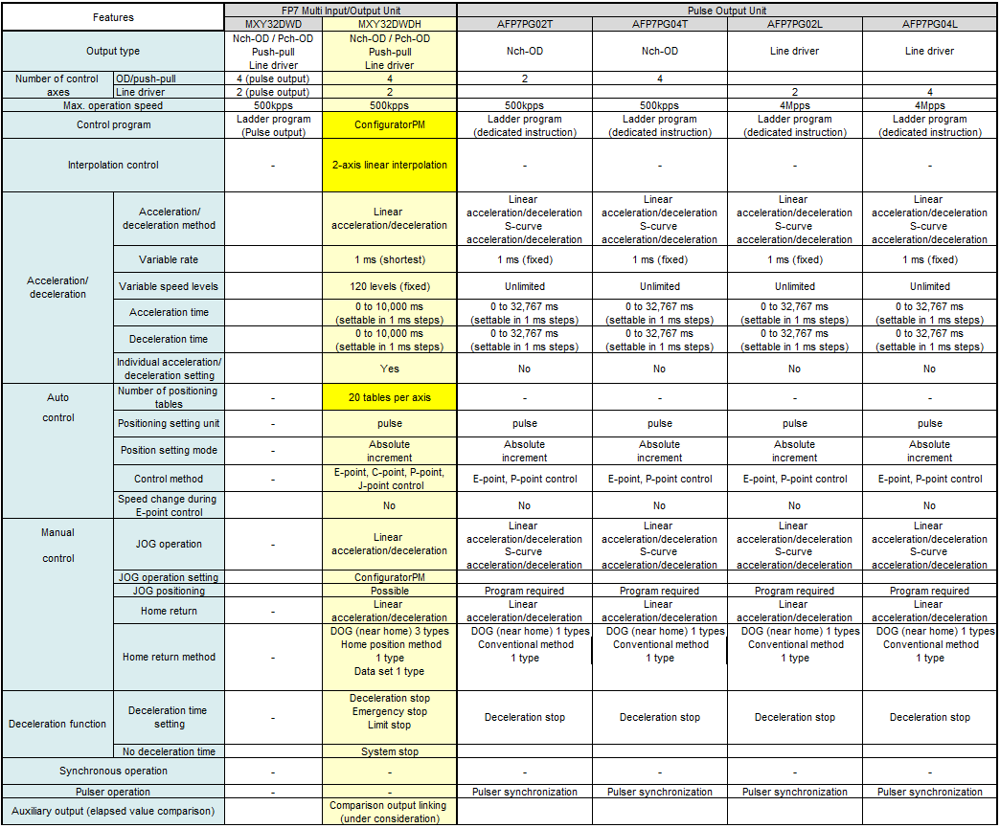 Features
FP7 Multi Input/Output Unit
Pulse Output Unit
MXY32DWD
MXY32DWDH
AFP7PG02T
AFP7PG04T
AFP7PG02L
AFP7PG04L
Output type
Nch-OD / Pch-OD
Push-pull
Line driver
Nch-OD / Pch-OD
Push-pull
Line driver
Nch-OD
Nch-OD
Line driver
Line driver
Number of control
axes
OD/push-pull
4 (pulse output)
4
2
4
Line driver
2 (pulse output)
2
2
4
Max. operation speed
500kpps
500kpps
500kpps
500kpps
4Mpps
4Mpps
Control program
Ladder program
(Pulse output)
ConfiguratorPM
Ladder program
(dedicated instruction)
Ladder program
(dedicated instruction)
Ladder program
(dedicated instruction)
Ladder program
(dedicated instruction)
Interpolation control
-
2-axis linear interpolation
-
-
-
-
Acceleration/
deceleration
Acceleration/
deceleration method
Linear
acceleration/deceleration
Linear
acceleration/deceleration
S-curve
acceleration/deceleration
Linear
acceleration/deceleration
S-curve
acceleration/deceleration
Linear
acceleration/deceleration
S-curve
acceleration/deceleration
Linear
acceleration/deceleration
S-curve
acceleration/deceleration
Variable rate
1 ms (shortest)
1 ms (fixed)
1 ms (fixed)
1 ms (fixed)
1 ms (fixed)
Variable speed levels
120 levels (fixed)
Unlimited
Unlimited
Unlimited
Unlimited
Acceleration time
0 to 10,000 ms
(settable in 1 ms steps)
0 to 32,767 ms
(settable in 1 ms steps)
0 to 32,767 ms
(settable in 1 ms steps)
0 to 32,767 ms
(settable in 1 ms steps)
0 to 32,767 ms
(settable in 1 ms steps)
Deceleration time
0 to 10,000 ms
(settable in 1 ms steps)
0 to 32,767 ms
(settable in 1 ms steps)
0 to 32,767 ms
(settable in 1 ms steps)
0 to 32,767 ms
(settable in 1 ms steps)
0 to 32,767 ms
(settable in 1 ms steps)
Individual acceleration/
deceleration setting
Yes
No
No
No
No
Auto
control
Number of positioning
tables
-
20 tables per axis
-
-
-
-
Positioning setting unit
-
pulse
pulse
pulse
pulse
pulse
Position setting mode
-
Absolute
increment
Absolute
increment
Absolute
increment
Absolute
increment
Absolute
increment
Control method
-
E-point, C-point, P-point,
J-point control
E-point, P-point control
E-point, P-point control
E-point, P-point control
E-point, P-point control
Speed change during
E-point control
No
No
No
No
No
Manual
control
JOG operation
-
Linear
acceleration/deceleration
Linear
acceleration/deceleration
S-curve
acceleration/deceleration
Linear
acceleration/deceleration
S-curve
acceleration/deceleration
Linear
acceleration/deceleration
S-curve
acceleration/deceleration
Linear
acceleration/deceleration
S-curve
acceleration/deceleration
JOG operation setting
ConfiguratorPM
JOG positioning
Possible
Program required
Program required
Program required
Program required
Home return
-
Linear
acceleration/deceleration
Linear
acceleration/deceleration
Linear
acceleration/deceleration
Linear
acceleration/deceleration
Linear
acceleration/deceleration
Home return method
-
DOG (near home) 3 types
Home position method
1 type
Data set 1 type
DOG (near home) 1 types
Conventional method
1 type
DOG (near home) 1 types
Conventional method
1 type
DOG (near home) 1 types
Conventional method
1 type
DOG (near home) 1 types
Conventional method
1 type
Deceleration function
Deceleration time
setting
-
Deceleration stop
Emergency stop
Limit stop
Deceleration stop
Deceleration stop
Deceleration stop
Deceleration stop
No deceleration time
System stop
Synchronous operation
-
-
-
-
-
-
Pulser operation
-
-
Pulser synchronization
Pulser synchronization
Pulser synchronization
Pulser synchronization
Auxiliary output (elapsed value comparison)
Comparison output linking
(under consideration)